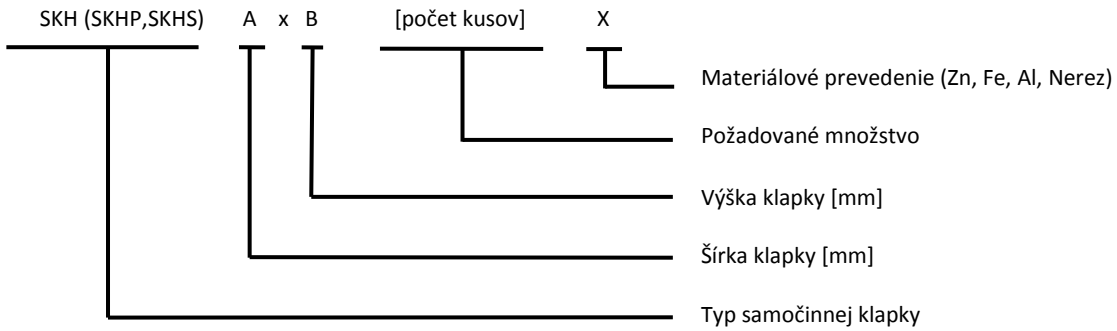 SKH (SKHP,SKHS) A x B [počet kusov] X
Materiálové prevedenie (Zn, Fe, Al, Nerez)
Požadované množstvo
Výška klapky [mm]
Šírka klapky [mm]
Typ samočinnej klapky